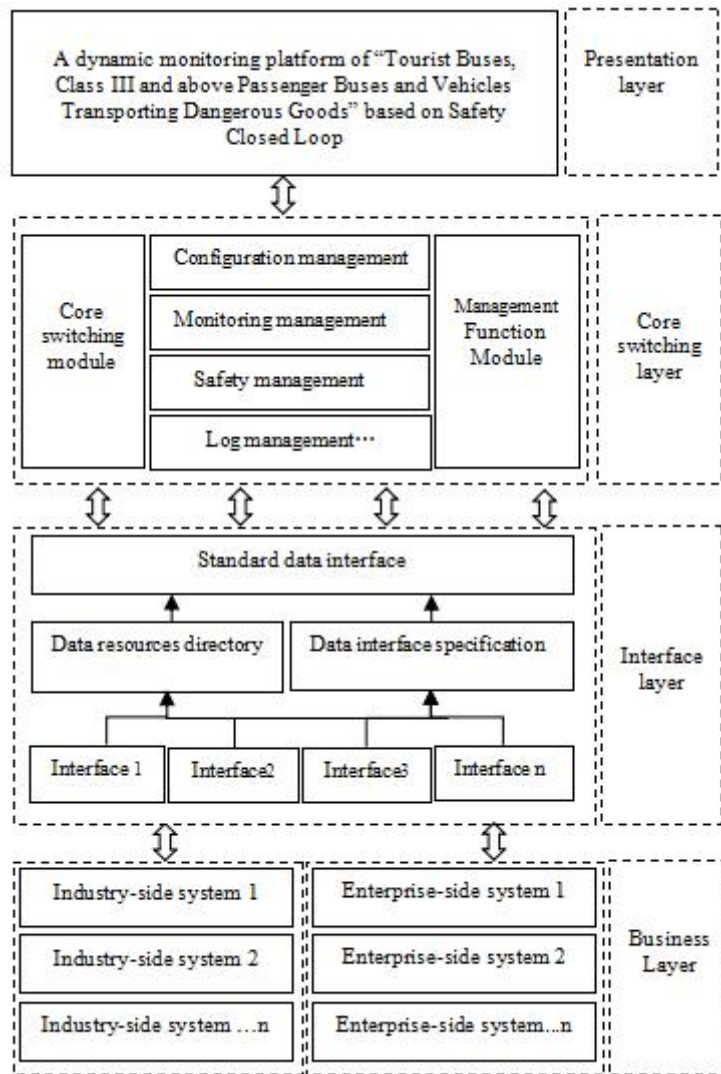 A dynamic monitoring platform of “Tourist Buses,
Class III and above Passenger Buses and Vehicles
Transporting Dangerous Goods” based on Safety
Closed Loop
Presentation
layer
Core
switching
module
Configuration management
Monitoring management
Safety management
Log management…
Management
Function
Module
Core
switching
layer
Standard data interface
Data resources directory
Data interface specification
Interface 1
Interface2
Interface3
Interface n
Interface
layer
Industry-side system 1
Industry-side system 2
Industry-side system …n
Enterprise-side system 1
Enterprise-side system 2
Enterprise-side system...n
Business
Layer